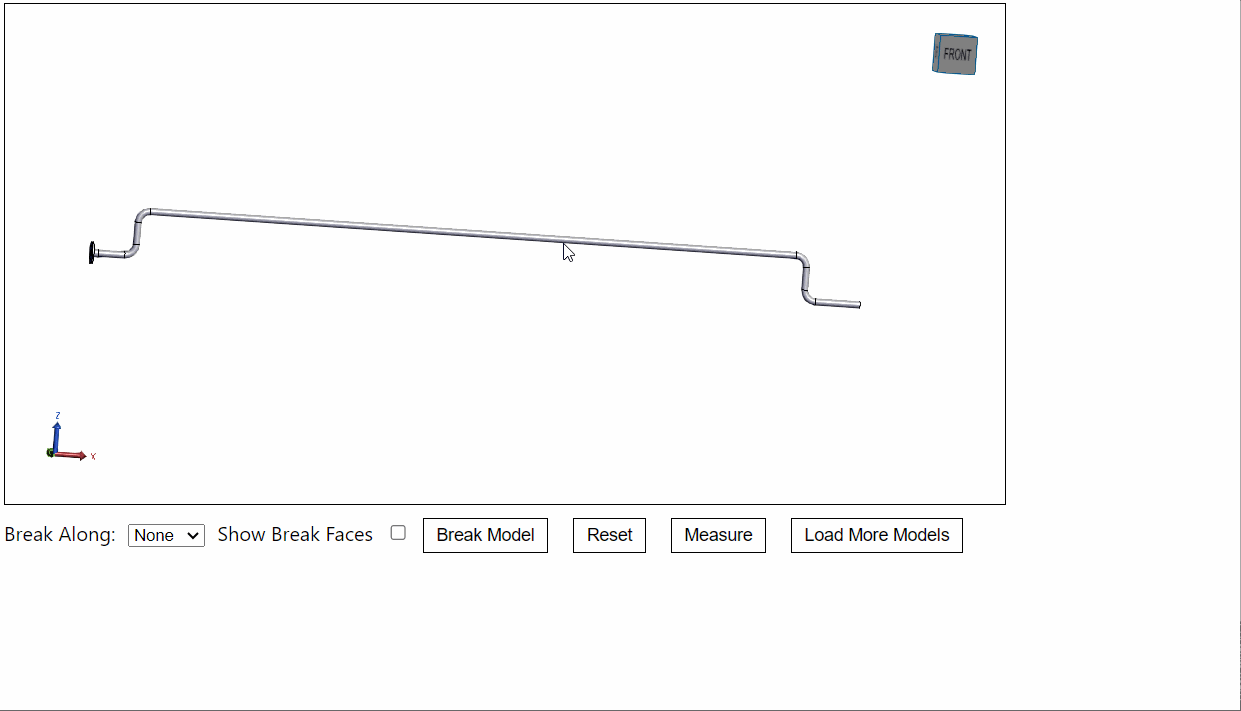 FRONT
Z
X
Break Along: None Show Break Faces Break Model Reset Measure Load More Models